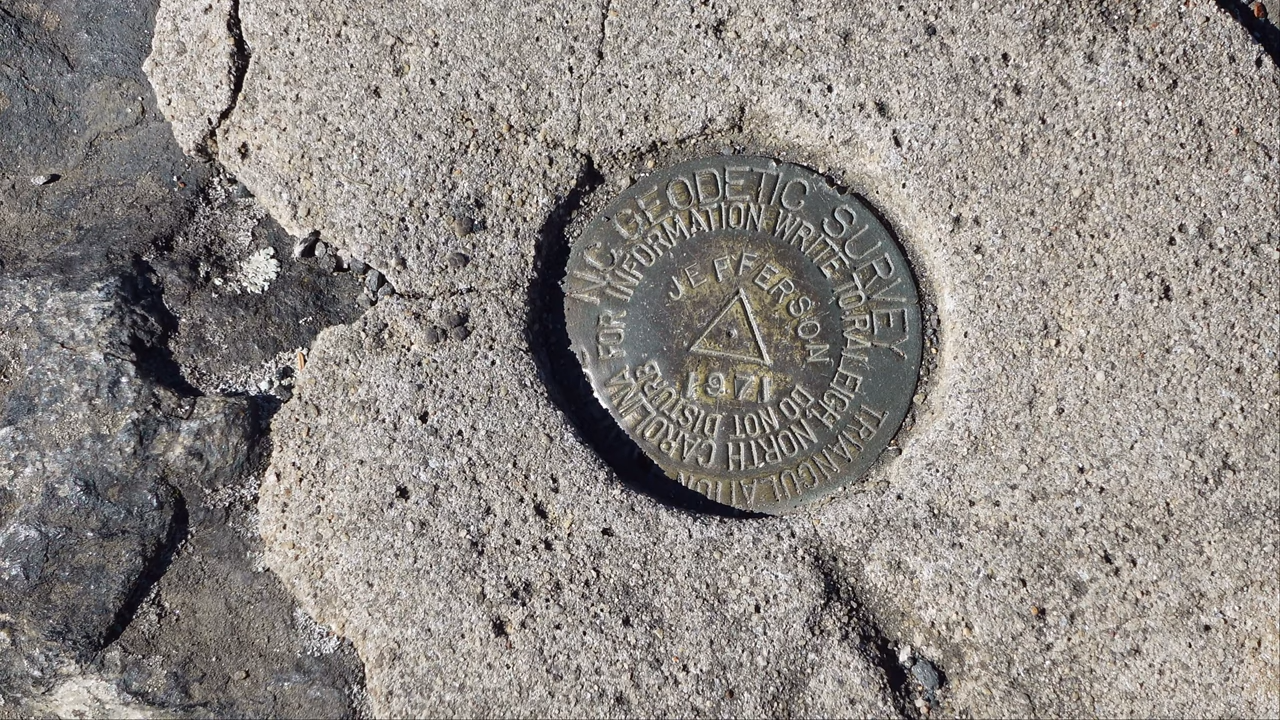 N.C. GEODETIC SURVEY
FOR INFORMATION WRITE TO RALEIGH, NORTH CAROLINA
JEFFERSON
1971
DO NOT DISTURB
TRIANGULATION